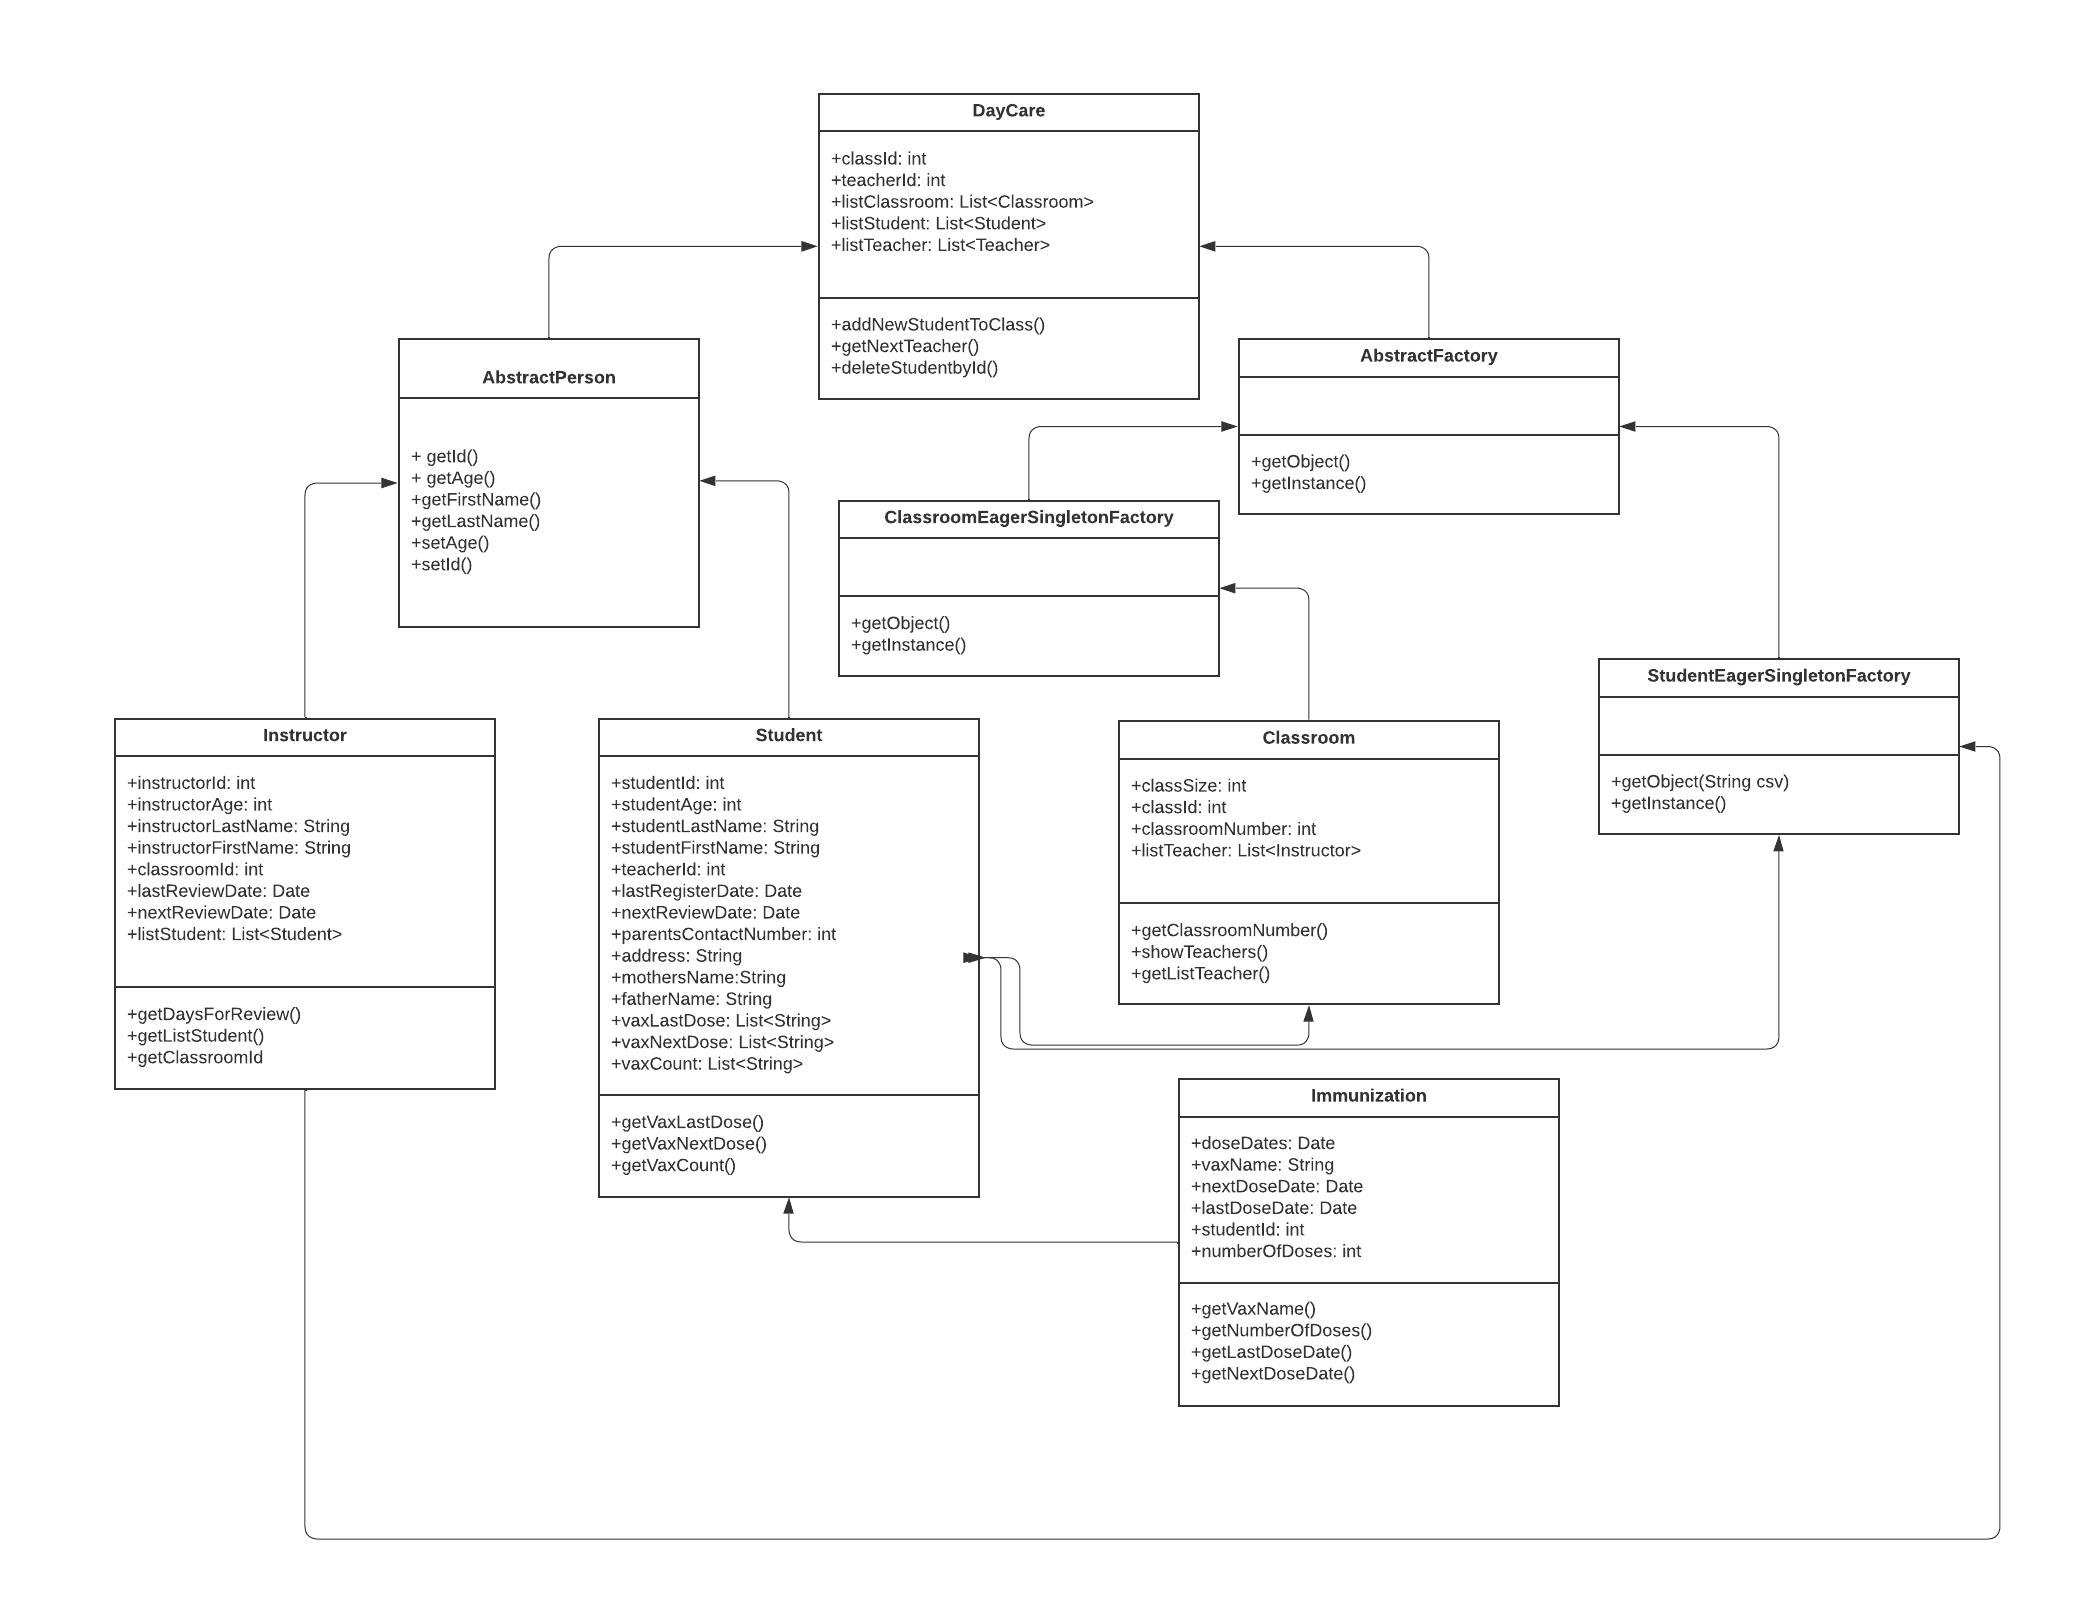 DayCare
+classId: int
+teacherId: int
+listClassroom: List<Classroom>
+listStudent: List<Student>
+listTeacher: List<Teacher>
+addNewStudentToClass()
+getNextTeacher()
+deleteStudentbyId()
AbstractPerson
+ getId()
+ getAge()
+getFirstName()
+getLastName()
+setAge()
+setId()
AbstractFactory
+getObject()
+getInstance()
ClassroomEagerSingletonFactory
+getObject()
+getInstance()
StudentEagerSingletonFactory
+getObject(String csv)
+getInstance()
Instructor
+instructorId: int
+instructorAge: int
+instructorLastName: String
+instructorFirstName: String
+classroomId: int
+lastReviewDate: Date
+nextReviewDate: Date
+listStudent: List<Student>
+getDaysForReview()
+getListStudent()
+getClassroomId
Student
+studentId: int
+studentAge: int
+studentLastName: String
+studentFirstName: String
+teacherId: int
+lastRegisterDate: Date
+nextReviewDate: Date
+parentsContactNumber: int
+address: String
+mothersName:String
+fatherName: String
+vaxLastDose: List<String>
+vaxNextDose: List<String>
+vaxCount: List<String>
+getVaxLastDose()
+getVaxNextDose()
+getVaxCount()
Classroom
+classSize: int
+classId: int
+classroomNumber: int
+listTeacher: List<Instructor>
+getClassroomNumber()
+showTeachers()
+getListTeacher()
Immunization
+doseDates: Date
+vaxName: String
+nextDoseDate: Date
+lastDoseDate: Date
+studentId: int
+numberOfDoses: int
+getVaxName()
+getNumberOfDoses()
+getLastDoseDate()
+getNextDoseDate()